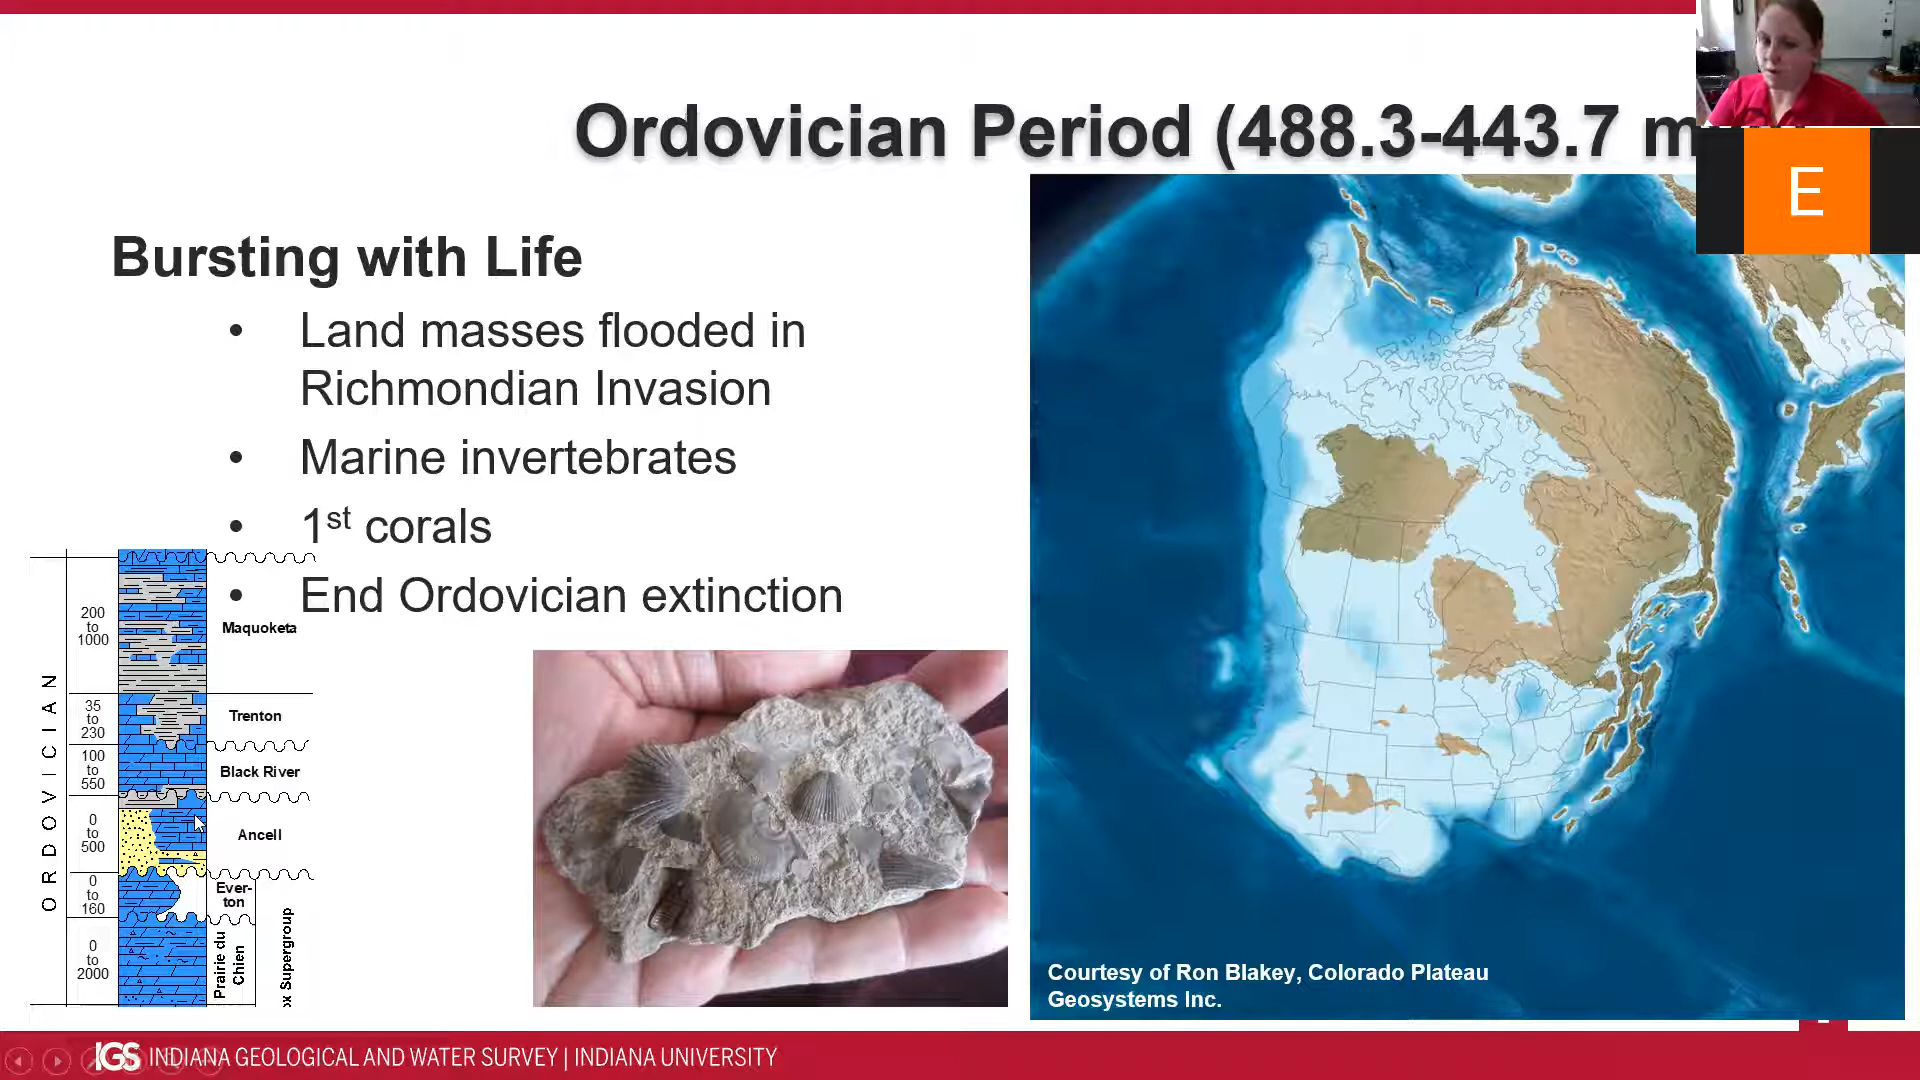 Ordovician Period (488.3-443.7 m
E
Bursting with Life
• Land masses flooded in
Richmondian Invasion
• Marine invertebrates
• 1st corals
• End Ordovician extinction
ORDOVICIAN
200
to
1000
Maquoketa
35
to
230
Trenton
100
to
550
Black River
0
to
500
Ancell
0
to
160
Ever-
ton
0
to
2000
Prairie du
Chien
ox Supergroup
Courtesy of Ron Blakey, Colorado Plateau
Geosystems Inc.
IGS INDIANA GEOLOGICAL AND WATER SURVEY | INDIANA UNIVERSITY